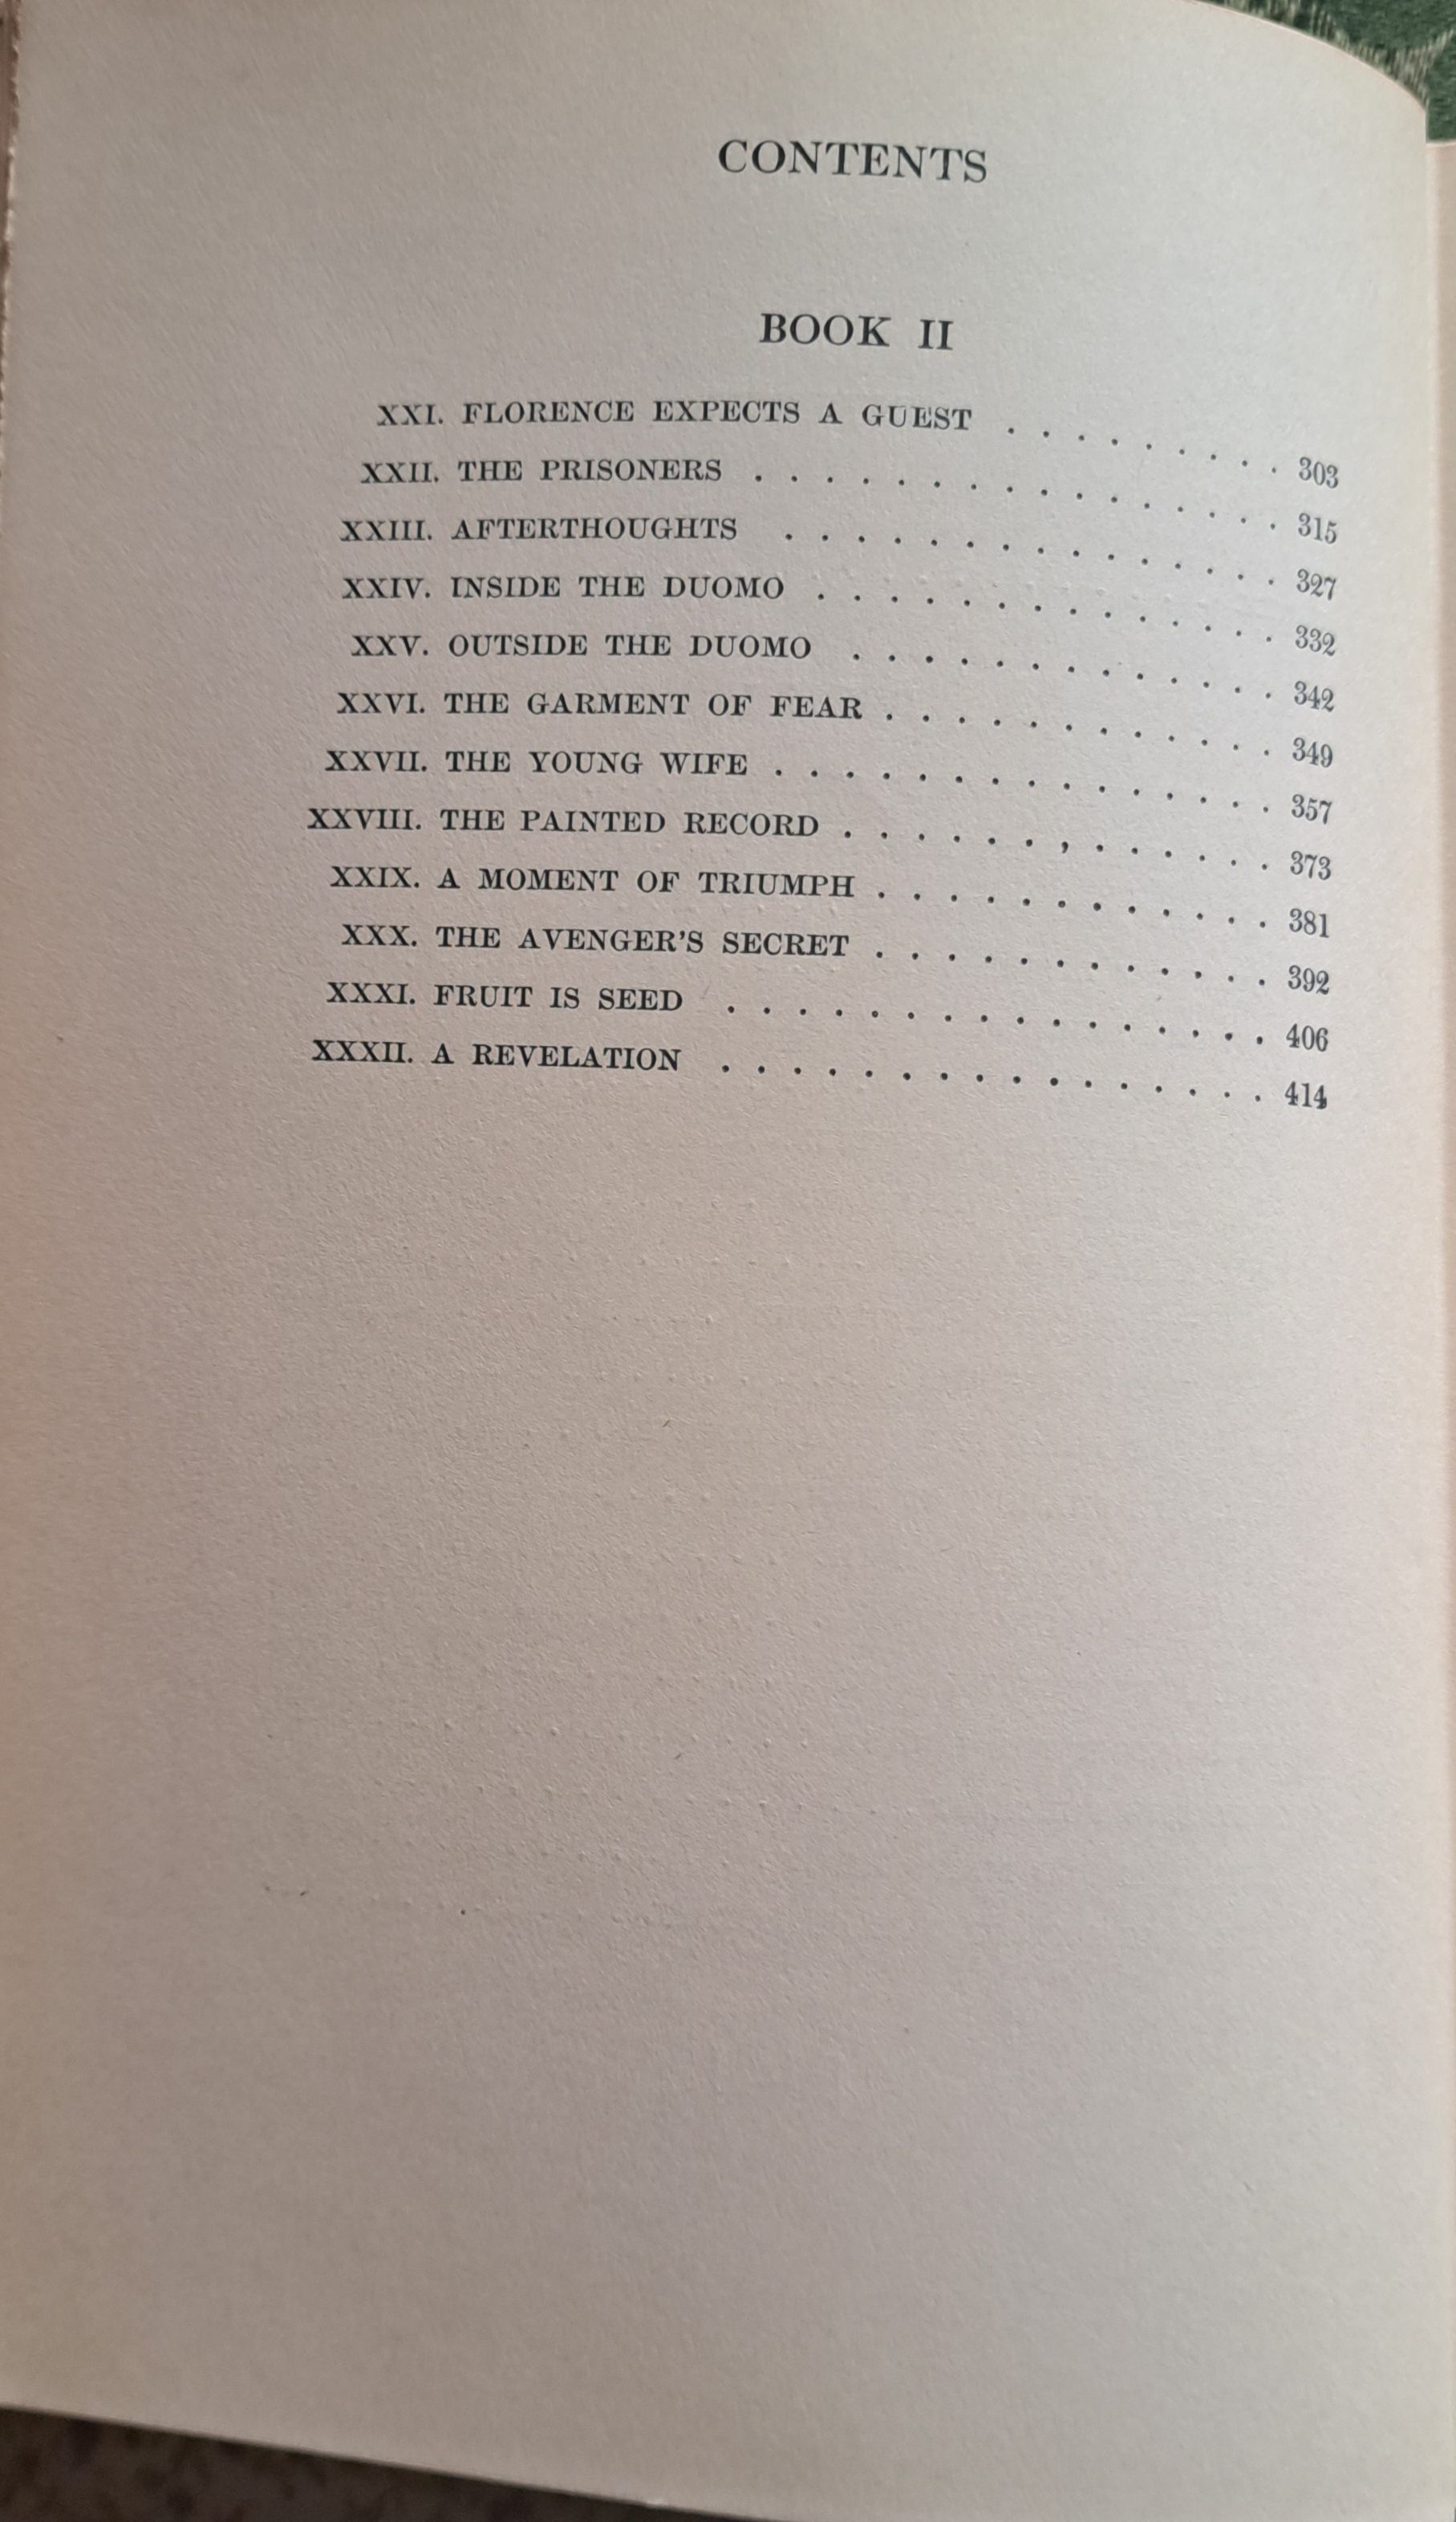 CONTENTS
BOOK II
XXI. FLORENCE EXPECTS A GUEST . . . . . . . . . 303
XXII. THE PRISONERS . . . . . . . . . . . . . . . 315
XXIII. AFTERTHOUGHTS . . . . . . . . . . . . . . 327
XXIV. INSIDE THE DUOMO . . . . . . . . . . . . . 332
XXV. OUTSIDE THE DUOMO . . . . . . . . . . . . 342
XXVI. THE GARMENT OF FEAR . . . . . . . . . . . 349
XXVII. THE YOUNG WIFE . . . . . . . . . . . . . . 357
XXVIII. THE PAINTED RECORD . . . . . , . . . . . . 373
XXIX. A MOMENT OF TRIUMPH . . . . . . . . . . . 381
XXX. THE AVENGER'S SECRET . . . . . . . . . . . 392
XXXI. FRUIT IS SEED . . . . . . . . . . . . . . . 406
XXXII. A REVELATION . . . . . . . . . . . . . . . 414